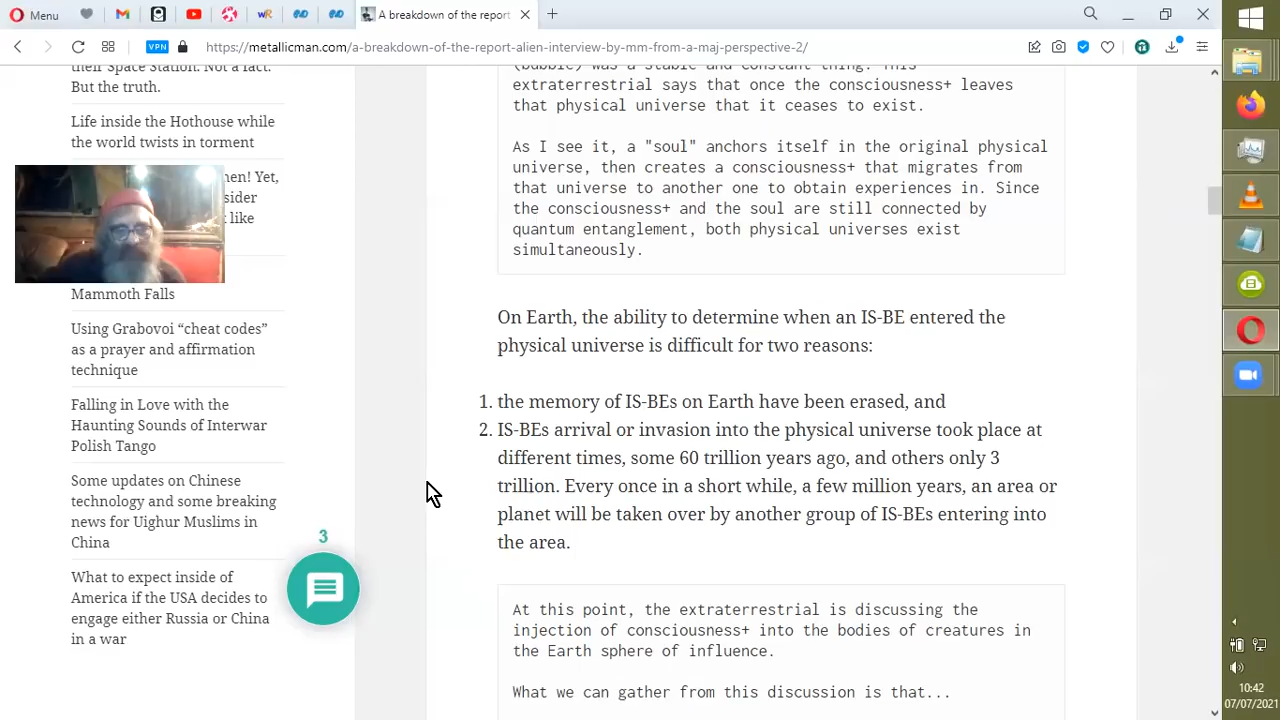 Menu
A breakdown of the report
https://metallicman.com/a-breakdown-of-the-report-alien-interview-by-mm-from-a-maj-perspective-2/
VPN
their Space Station. Not a fact.
But the truth.
Life inside the Hothouse while
the world twists in torment
men! Yet,
sider
like
Mammoth Falls
Using Grabovoi “cheat codes”
as a prayer and affirmation
technique
Falling in Love with the
Haunting Sounds of Interwar
Polish Tango
Some updates on Chinese
technology and some breaking
news for Uighur Muslims in
China
What to expect inside of
America if the USA decides to
engage either Russia or China
in a war
3
(bubble) was a stable and constant thing. This
extraterrestrial says that once the consciousness+ leaves
that physical universe that it ceases to exist.
As I see it, a "soul" anchors itself in the original physical
universe, then creates a consciousness+ that migrates from
that universe to another one to obtain experiences in. Since
the consciousness+ and the soul are still connected by
quantum entanglement, both physical universes exist
simultaneously.
On Earth, the ability to determine when an IS-BE entered the
physical universe is difficult for two reasons:
1. the memory of IS-BEs on Earth have been erased, and
2. IS-BEs arrival or invasion into the physical universe took place at
different times, some 60 trillion years ago, and others only 3
trillion. Every once in a short while, a few million years, an area or
planet will be taken over by another group of IS-BEs entering into
the area.
At this point, the extraterrestrial is discussing the
injection of consciousness+ into the bodies of creatures in
the Earth sphere of influence.
What we can gather from this discussion is that...
10:42
07/07/2021